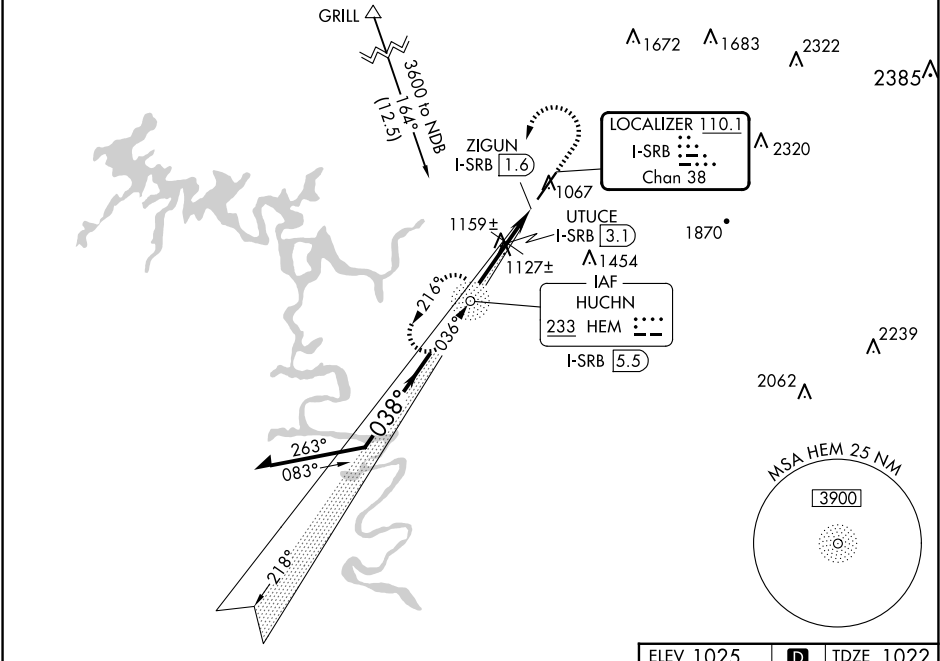 GRILL
3600 to NDB
164°
(12.5)
1672
1683
2322
2385
ZIGUN
I-SRB 1.6
LOCALIZER 110.1
I-SRB
Chan 38
2320
1067
1159±
UTUCE
I-SRB 3.1
1870
1127±
1454
216°
IAF
HUCHN
233 HEM
I-SRB 5.5
036°
2239
2062
038°
263°
083°
MSA HEM 25 NM
3900
218°
ELEV 1025 D TDZE 1022